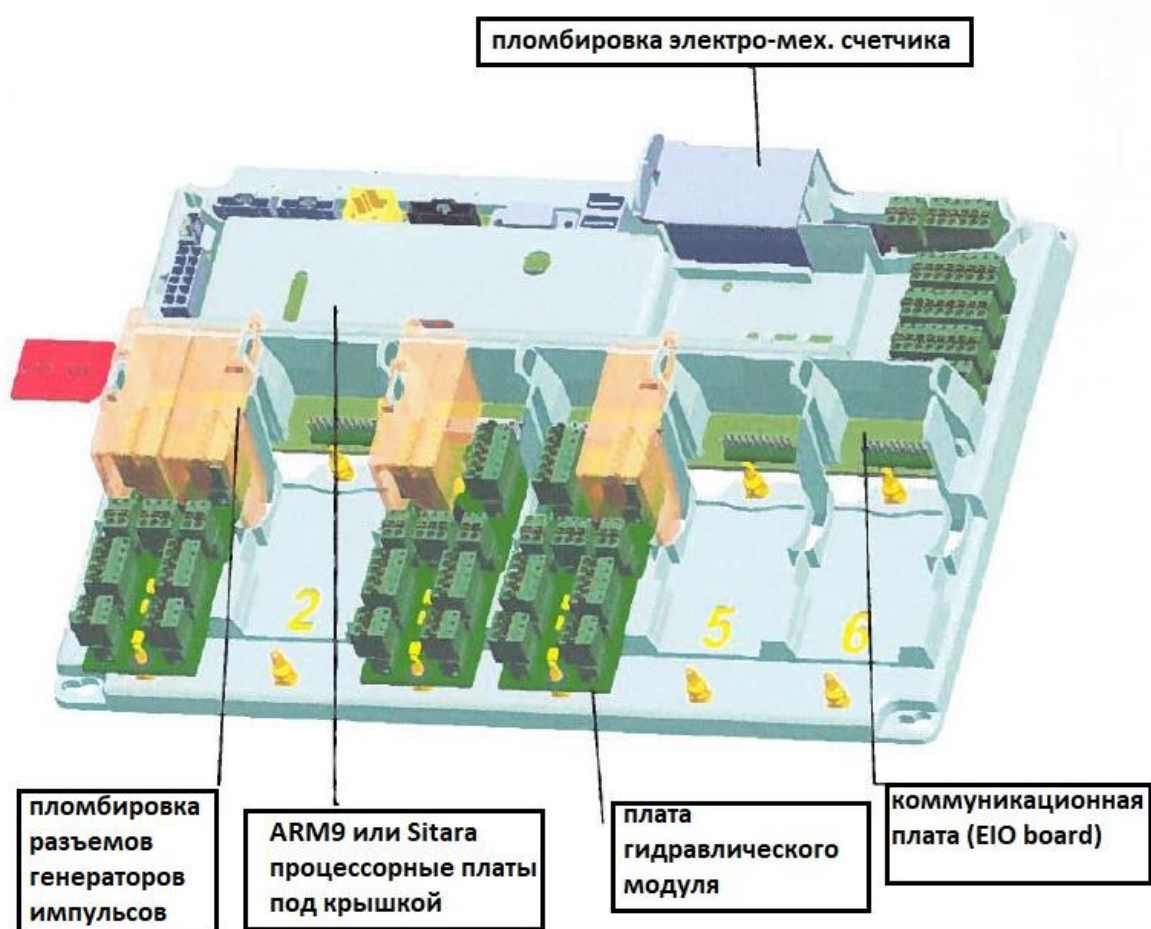 пломбировка электро-мех. счетчика
2
5
6
пломбировка
разъемов
генераторов
импульсов
ARM9 или Sitara
процессорные платы
под крышкой
плата
гидравлического
модуля
коммуникационная
плата (EIO board)